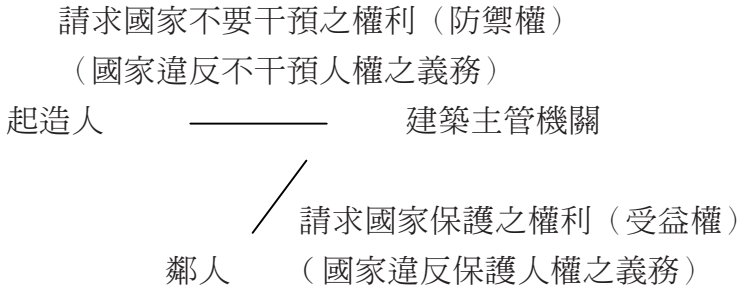 請求國家不要干預之權利（防禦權）
（國家違反不干預人權之義務）
起造人 建築主管機關
請求國家保護之權利（受益權）
鄰人 （國家違反保護人權之義務）